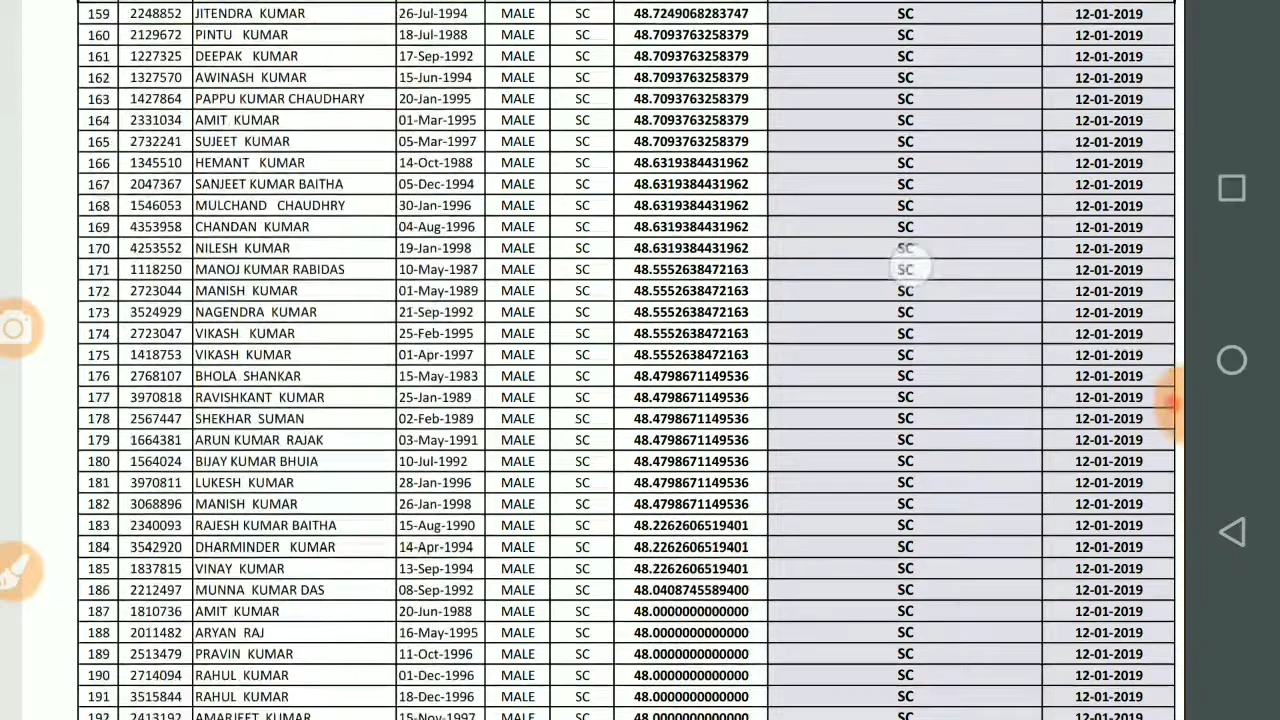 159 2248852 JITENDRA KUMAR 26-Jul-1994 MALE SC 48.7249068283747 SC 12-01-2019
160 2129672 PINTU KUMAR 18-Jul-1988 MALE SC 48.7093763258379 SC 12-01-2019
161 1227325 DEEPAK KUMAR 17-Sep-1992 MALE SC 48.7093763258379 SC 12-01-2019
162 1327570 AWINASH KUMAR 15-Jun-1994 MALE SC 48.7093763258379 SC 12-01-2019
163 1427864 PAPPU KUMAR CHAUDHARY 20-Jan-1995 MALE SC 48.7093763258379 SC 12-01-2019
164 2331034 AMIT KUMAR 01-Mar-1995 MALE SC 48.7093763258379 SC 12-01-2019
165 2732241 SUJEET KUMAR 05-Mar-1997 MALE SC 48.7093763258379 SC 12-01-2019
166 1345510 HEMANT KUMAR 14-Oct-1988 MALE SC 48.6319384431962 SC 12-01-2019
167 2047367 SANJEET KUMAR BAITHA 05-Dec-1994 MALE SC 48.6319384431962 SC 12-01-2019
168 1546053 MULCHAND CHAUDHRY 30-Jan-1996 MALE SC 48.6319384431962 SC 12-01-2019
169 4353958 CHANDAN KUMAR 04-Aug-1996 MALE SC 48.6319384431962 SC 12-01-2019
170 4253552 NILESH KUMAR 19-Jan-1998 MALE SC 48.6319384431962 SC 12-01-2019
171 1118250 MANOJ KUMAR RABIDAS 10-May-1987 MALE SC 48.5552638472163 SC 12-01-2019
172 2723044 MANISH KUMAR 01-May-1989 MALE SC 48.5552638472163 SC 12-01-2019
173 3524929 NAGENDRA KUMAR 21-Sep-1992 MALE SC 48.5552638472163 SC 12-01-2019
174 2723047 VIKASH KUMAR 25-Feb-1995 MALE SC 48.5552638472163 SC 12-01-2019
175 1418753 VIKASH KUMAR 01-Apr-1997 MALE SC 48.5552638472163 SC 12-01-2019
176 2768107 BHOLA SHANKAR 15-May-1983 MALE SC 48.4798671149536 SC 12-01-2019
177 3970818 RAVISHKANT KUMAR 25-Jan-1989 MALE SC 48.4798671149536 SC 12-01-2019
178 2567447 SHEKHAR SUMAN 02-Feb-1989 MALE SC 48.4798671149536 SC 12-01-2019
179 1664381 ARUN KUMAR RAJAK 03-May-1991 MALE SC 48.4798671149536 SC 12-01-2019
180 1564024 BIJAY KUMAR BHUIA 10-Jul-1992 MALE SC 48.4798671149536 SC 12-01-2019
181 3970811 LUKESH KUMAR 28-Jan-1996 MALE SC 48.4798671149536 SC 12-01-2019
182 3068896 MANISH KUMAR 26-Jan-1998 MALE SC 48.4798671149536 SC 12-01-2019
183 2340093 RAJESH KUMAR BAITHA 15-Aug-1990 MALE SC 48.2262606519401 SC 12-01-2019
184 3542920 DHARMINDER KUMAR 14-Apr-1994 MALE SC 48.2262606519401 SC 12-01-2019
185 1837815 VINAY KUMAR 13-Sep-1994 MALE SC 48.2262606519401 SC 12-01-2019
186 2212497 MUNNA KUMAR DAS 08-Sep-1992 MALE SC 48.0408745589400 SC 12-01-2019
187 1810736 AMIT KUMAR 20-Jun-1988 MALE SC 48.0000000000000 SC 12-01-2019
188 2011482 ARYAN RAJ 16-May-1995 MALE SC 48.0000000000000 SC 12-01-2019
189 2513479 PRAVIN KUMAR 11-Oct-1996 MALE SC 48.0000000000000 SC 12-01-2019
190 2714094 RAHUL KUMAR 01-Dec-1996 MALE SC 48.0000000000000 SC 12-01-2019
191 3515844 RAHUL KUMAR 18-Dec-1996 MALE SC 48.0000000000000 SC 12-01-2019
192 2413192 AMARJEET KUMAR 15-Nov-1997 MALE SC 48.0000000000000 SC 12-01-2019